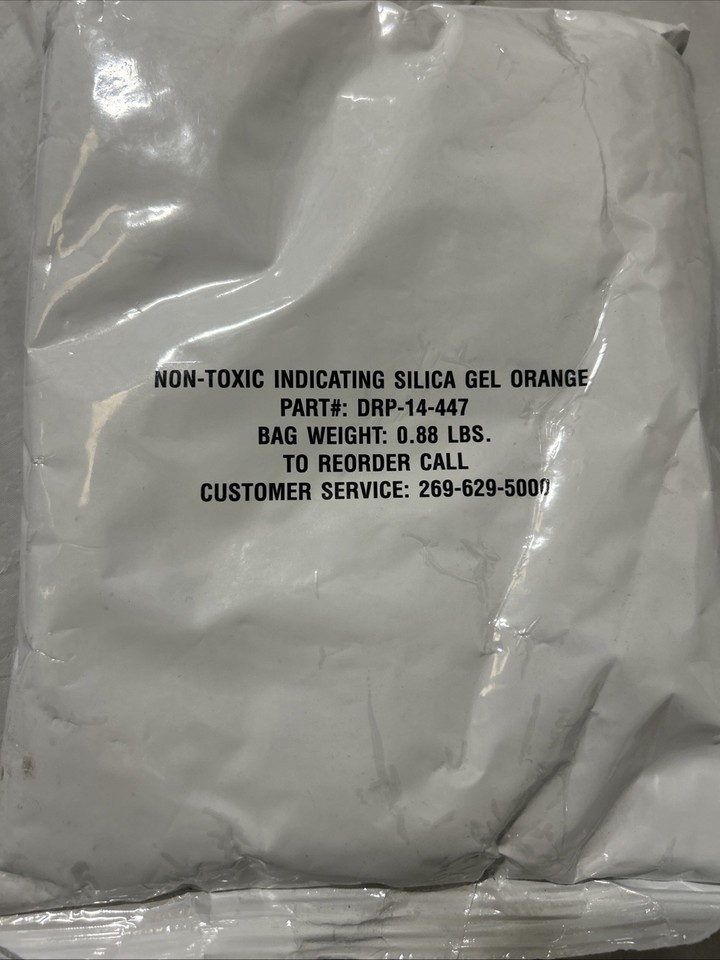 NON-TOXIC INDICATING SILICA GEL ORANGE
PART#: DRP-14-447
BAG WEIGHT: 0.88 LBS.
TO REORDER CALL
CUSTOMER SERVICE: 269-629-5000